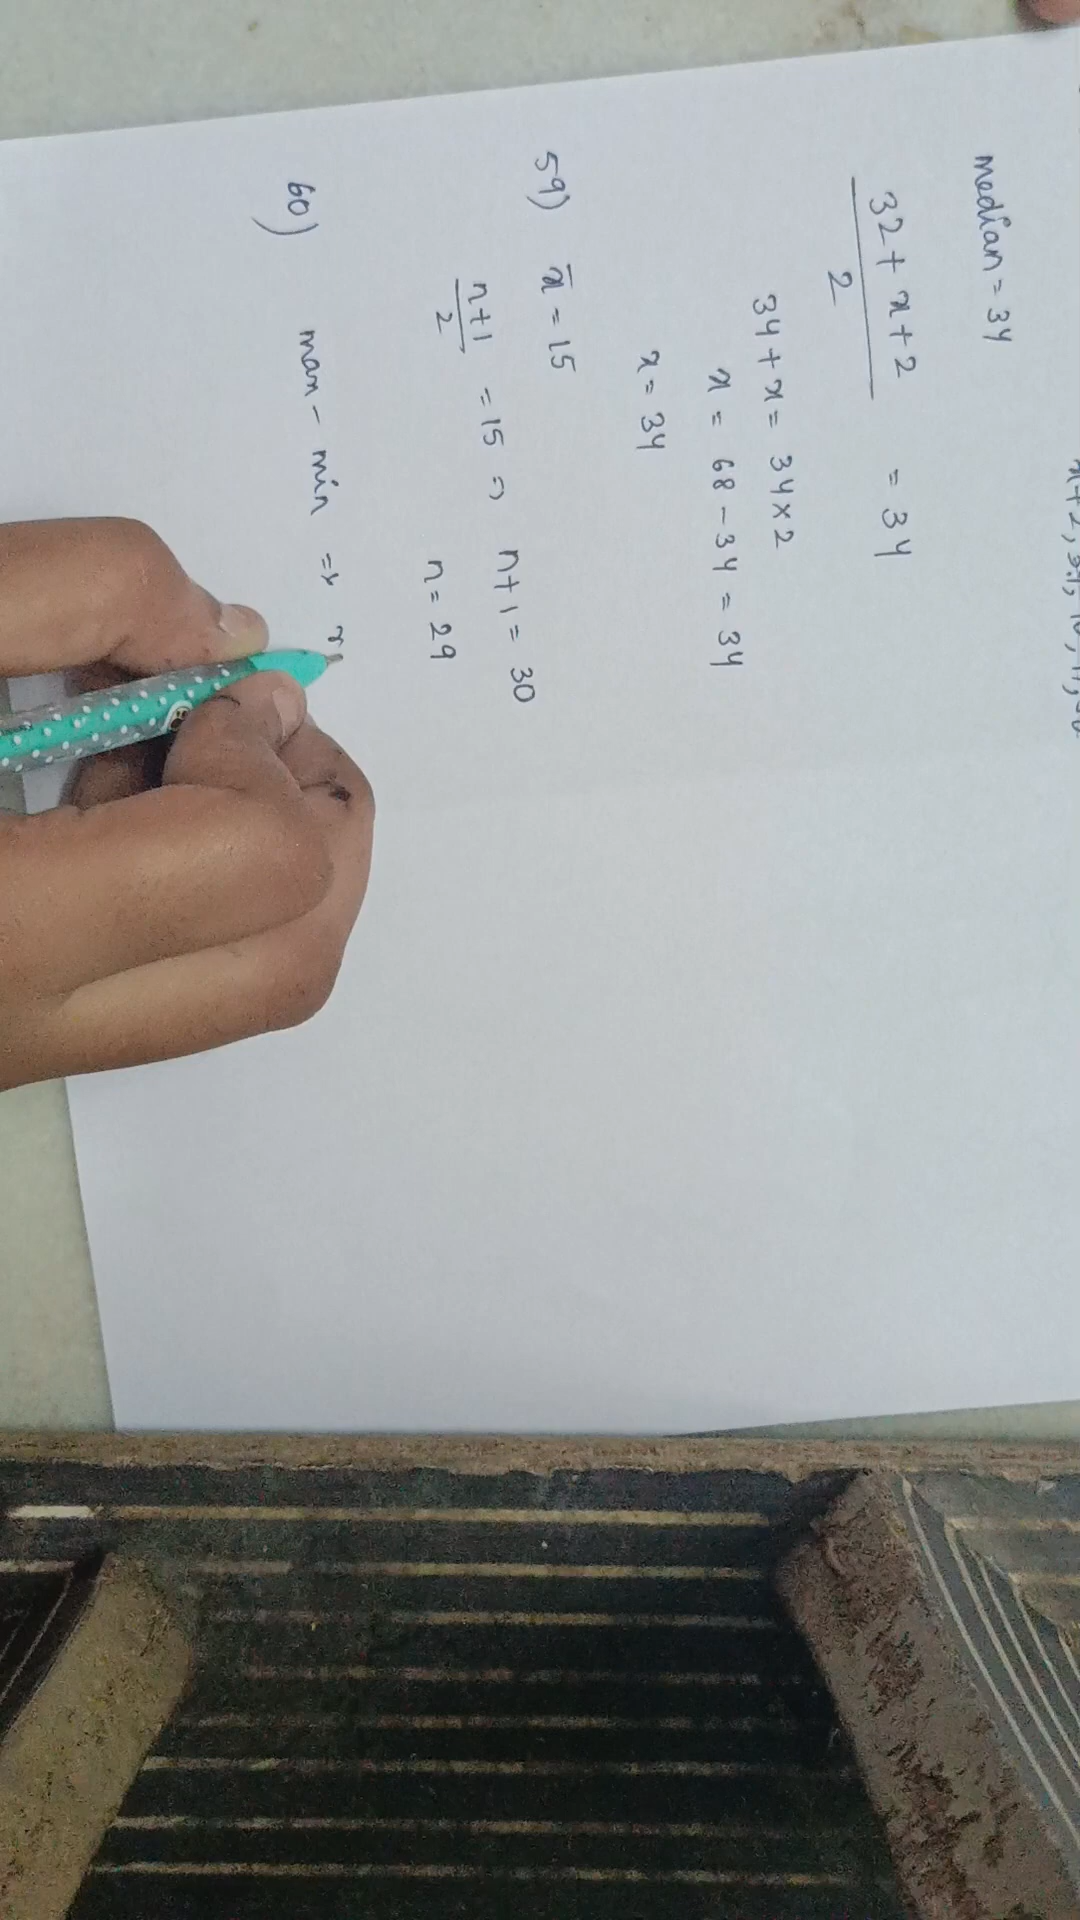 median = 34
32 + x + 2 / 2 = 34
34 + x = 34 × 2
x = 68 - 34 = 34
x = 34
59) x̄ = 15
n+1 / 2 = 15 ⇒ n + 1 = 30
n = 29
60) max - min ⇒